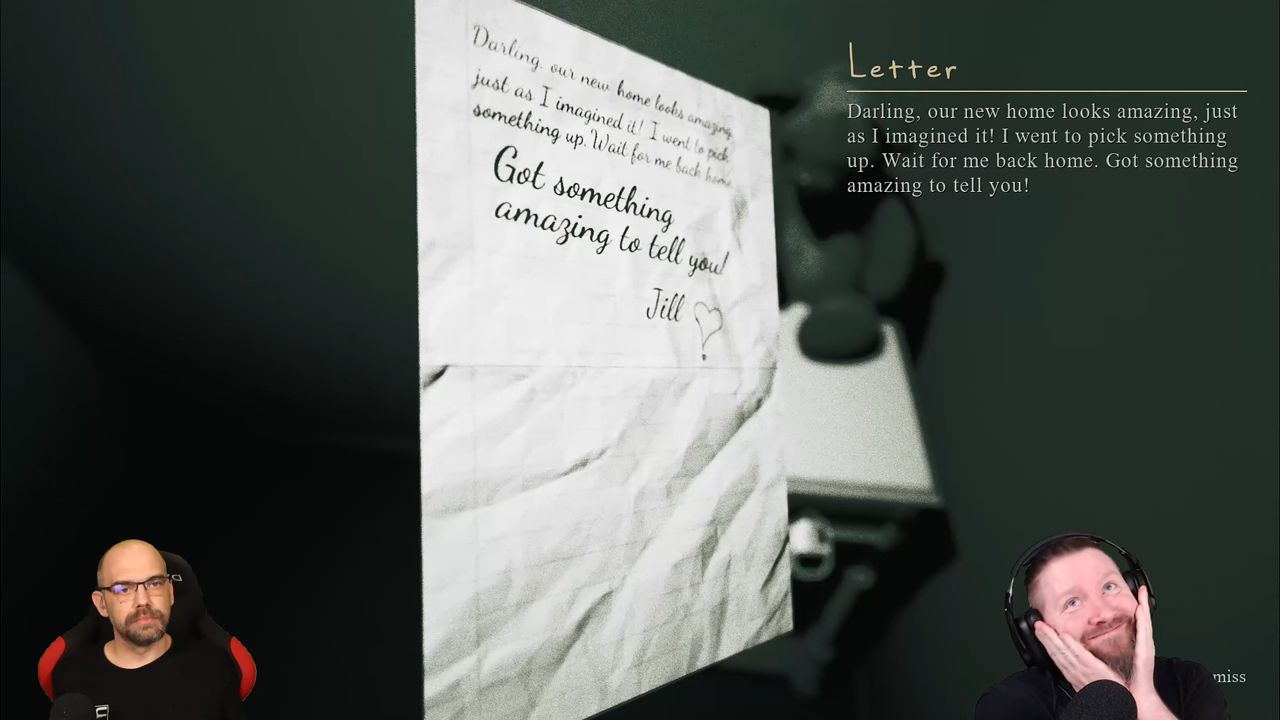 Darling, our new home looks amazing,
just as I imagined it! I went to pick
something up. Wait for me back home.
Got something
amazing to tell you!
Jill
Letter
Darling, our new home looks amazing, just
as I imagined it! I went to pick something
up. Wait for me back home. Got something
amazing to tell you!
miss